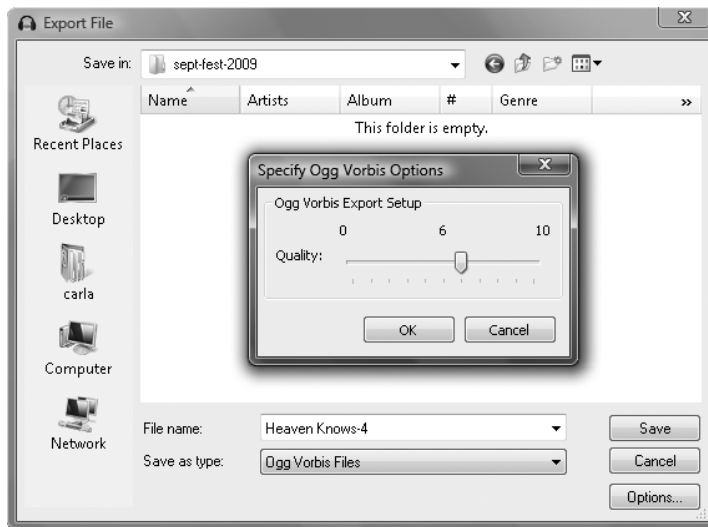 Export File
Save in: sept-fest-2009
Name Artists Album # Genre »
This folder is empty.
Recent Places
Desktop
carla
Computer
Network
Specify Ogg Vorbis Options
Ogg Vorbis Export Setup
0 6 10
Quality:
OK Cancel
File name: Heaven Knows-4 Save
Save as type: Ogg Vorbis Files Cancel
Options...